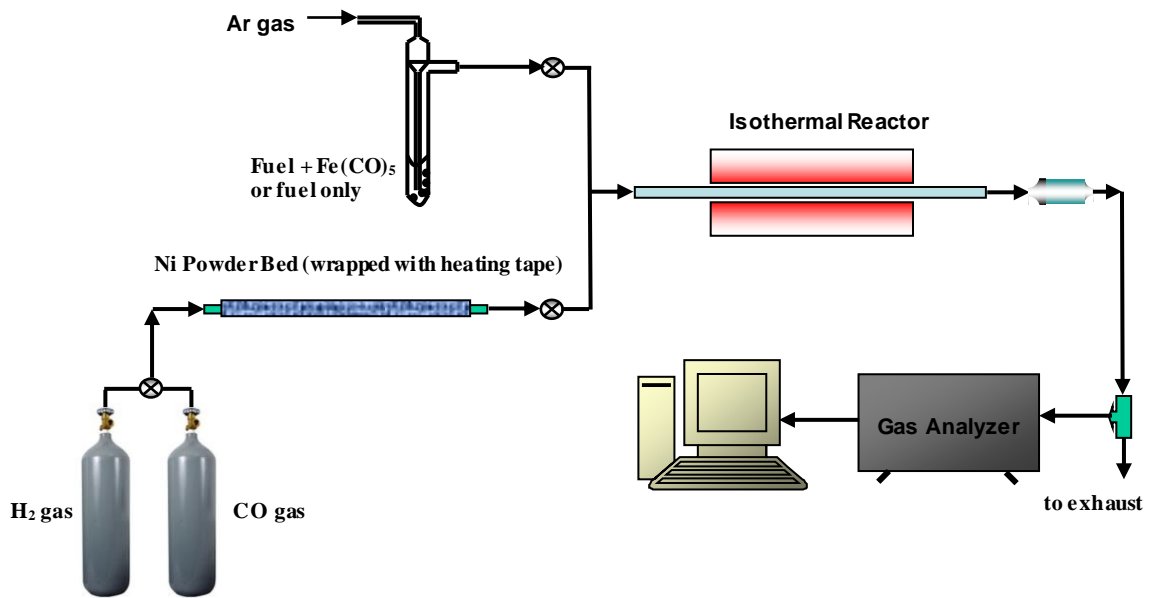 Ar gas
Fuel + Fe(CO)₅
or fuel only
Isothermal Reactor
Ni Powder Bed (wrapped with heating tape)
Gas Analyzer
H₂ gas
CO gas
to exhaust